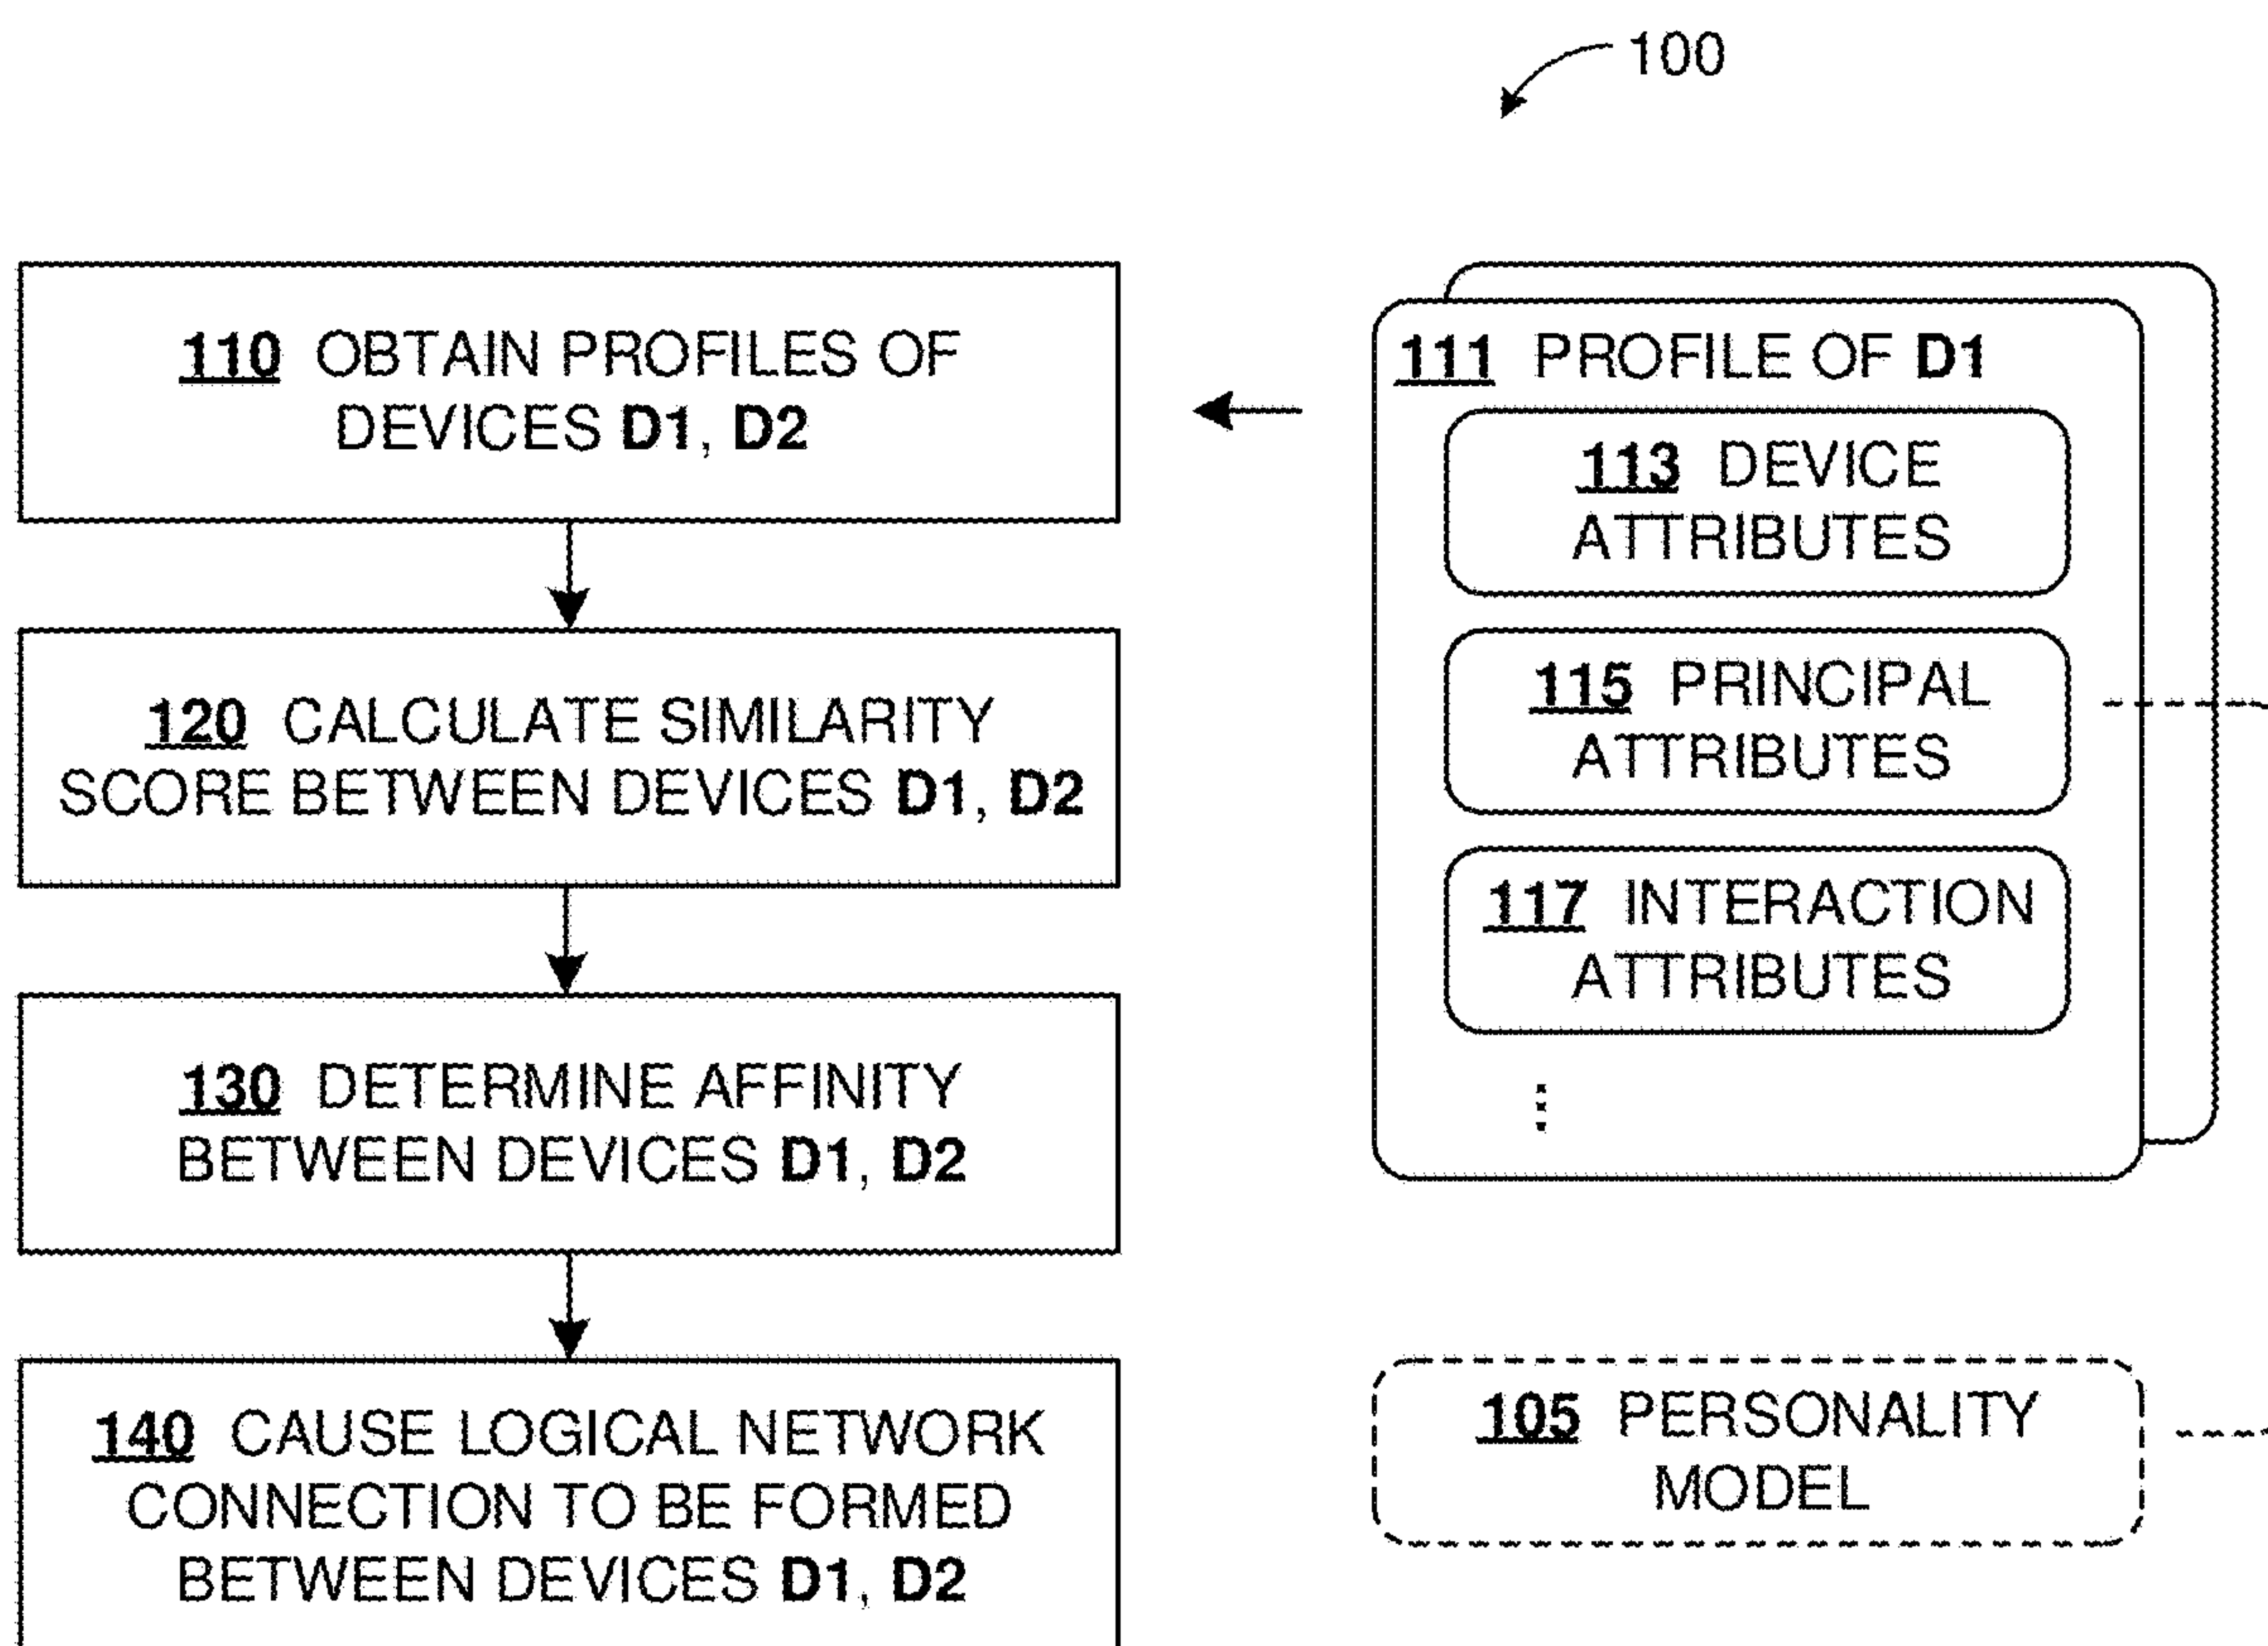 100
110 OBTAIN PROFILES OF
DEVICES D1, D2
120 CALCULATE SIMILARITY
SCORE BETWEEN DEVICES D1, D2
130 DETERMINE AFFINITY
BETWEEN DEVICES D1, D2
140 CAUSE LOGICAL NETWORK
CONNECTION TO BE FORMED
BETWEEN DEVICES D1, D2
111 PROFILE OF D1
113 DEVICE
ATTRIBUTES
115 PRINCIPAL
ATTRIBUTES
117 INTERACTION
ATTRIBUTES
⋮
105 PERSONALITY
MODEL